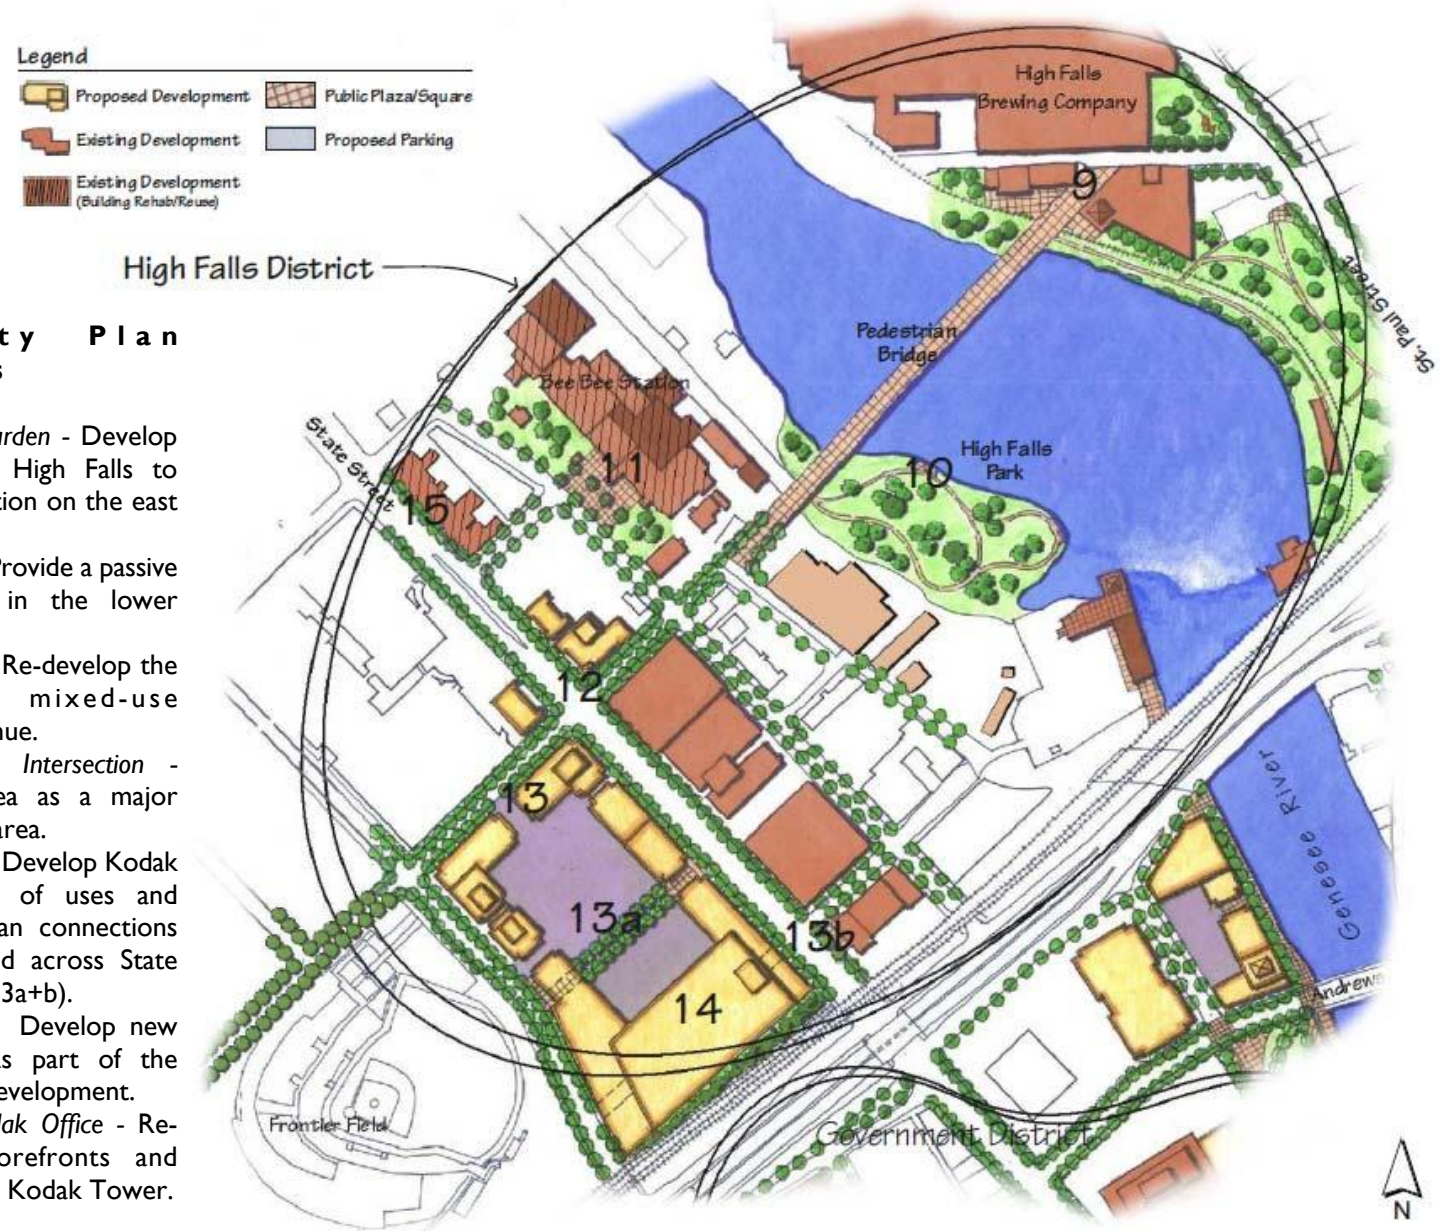 Legend
Proposed Development
Public Plaza/Square
Existing Development
Proposed Parking
Existing Development
(Building Rehab/Reuse)
High Falls District
ty Plan
s
arden - Develop
High Falls to
tion on the east
Provide a passive
in the lower
Re-develop the
mixed-use
nue.
Intersection -
ea as a major
area.
Develop Kodak
of uses and
an connections
d across State
3a+b).
Develop new
as part of the
evelopment.
dak Office - Re-
orefronts and
Kodak Tower.
High Falls
Brewing Company
9
Pedestrian
Bridge
St. Paul Street
Bee Bee Station
State Street
11
15
10
High Falls
Park
12
13
13a
13b
14
Genesee River
Andrews
Frontier Field
Government District
N